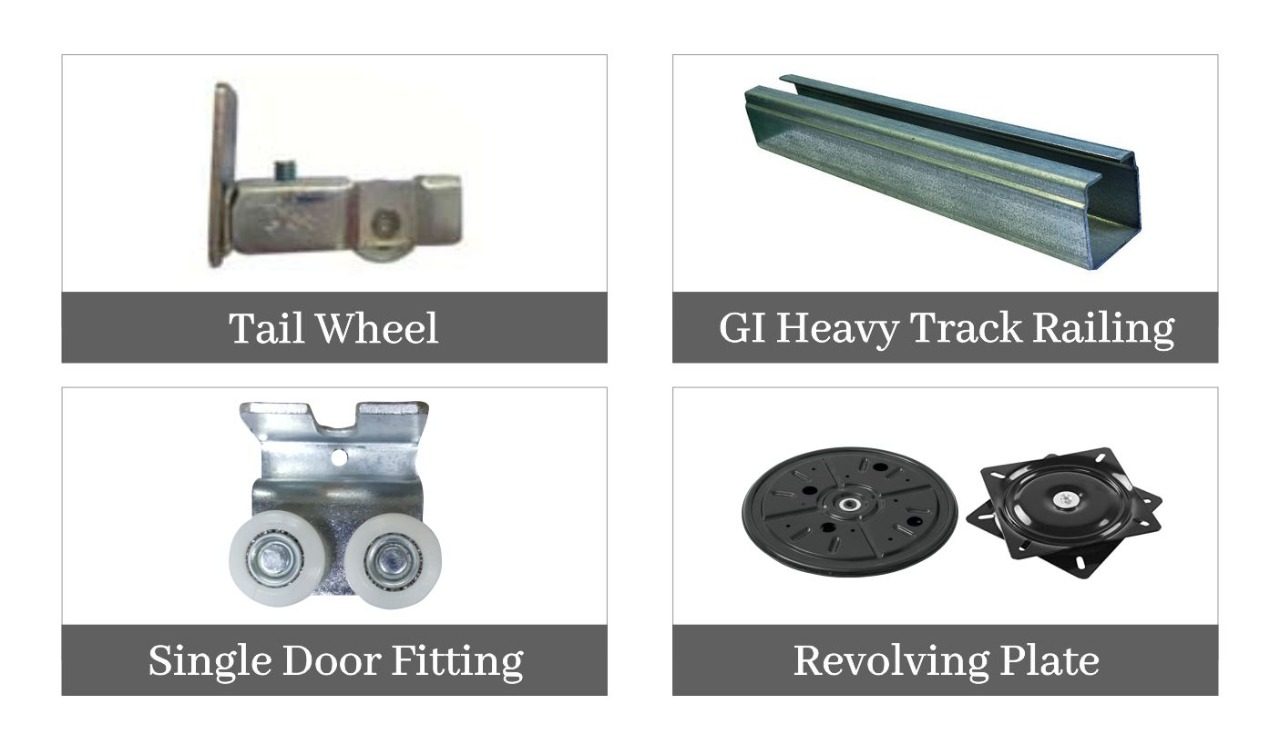 Tail Wheel
GI Heavy Track Railing
Single Door Fitting
Revolving Plate